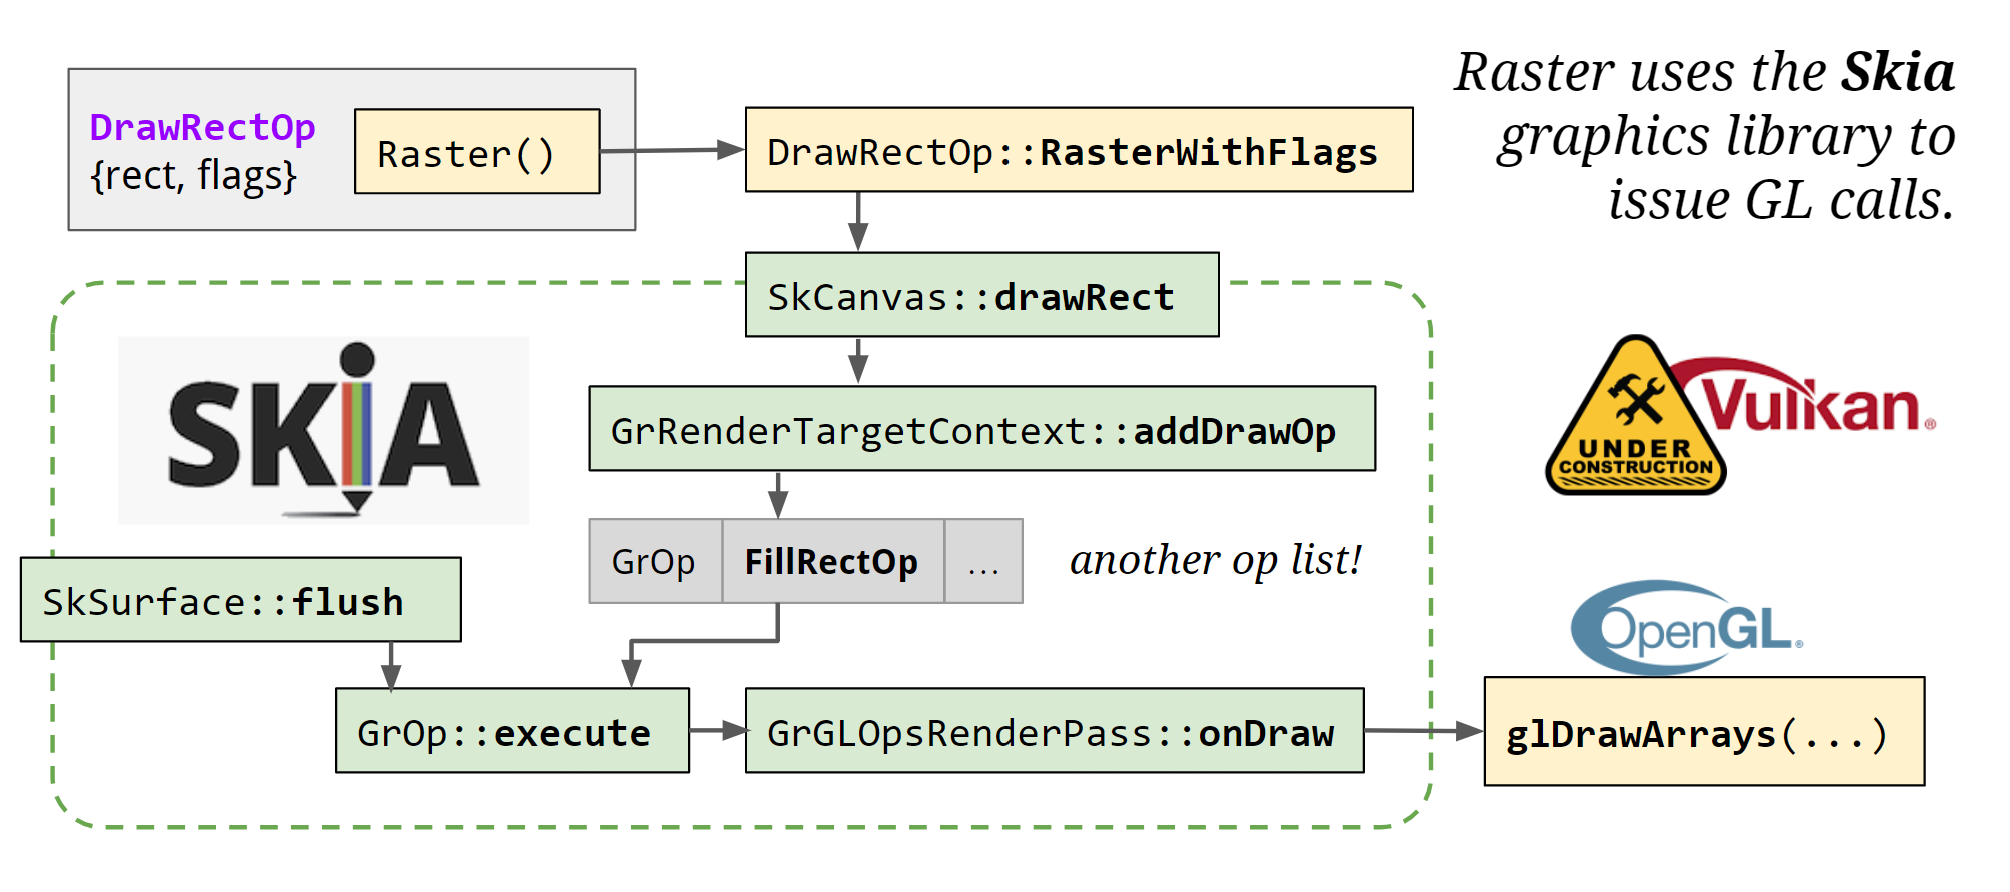 Raster uses the Skia
graphics library to
issue GL calls.
DrawRectOp
{rect, flags}
Raster()
DrawRectOp::RasterWithFlags
SkCanvas::drawRect
SKiA
GrRenderTargetContext::addDrawOp
UNDER
CONSTRUCTION
Vulkan®
GrOp
FillRectOp
...
another op list!
SkSurface::flush
OpenGL®
GrOp::execute
GrGLOpsRenderPass::onDraw
glDrawArrays(...)